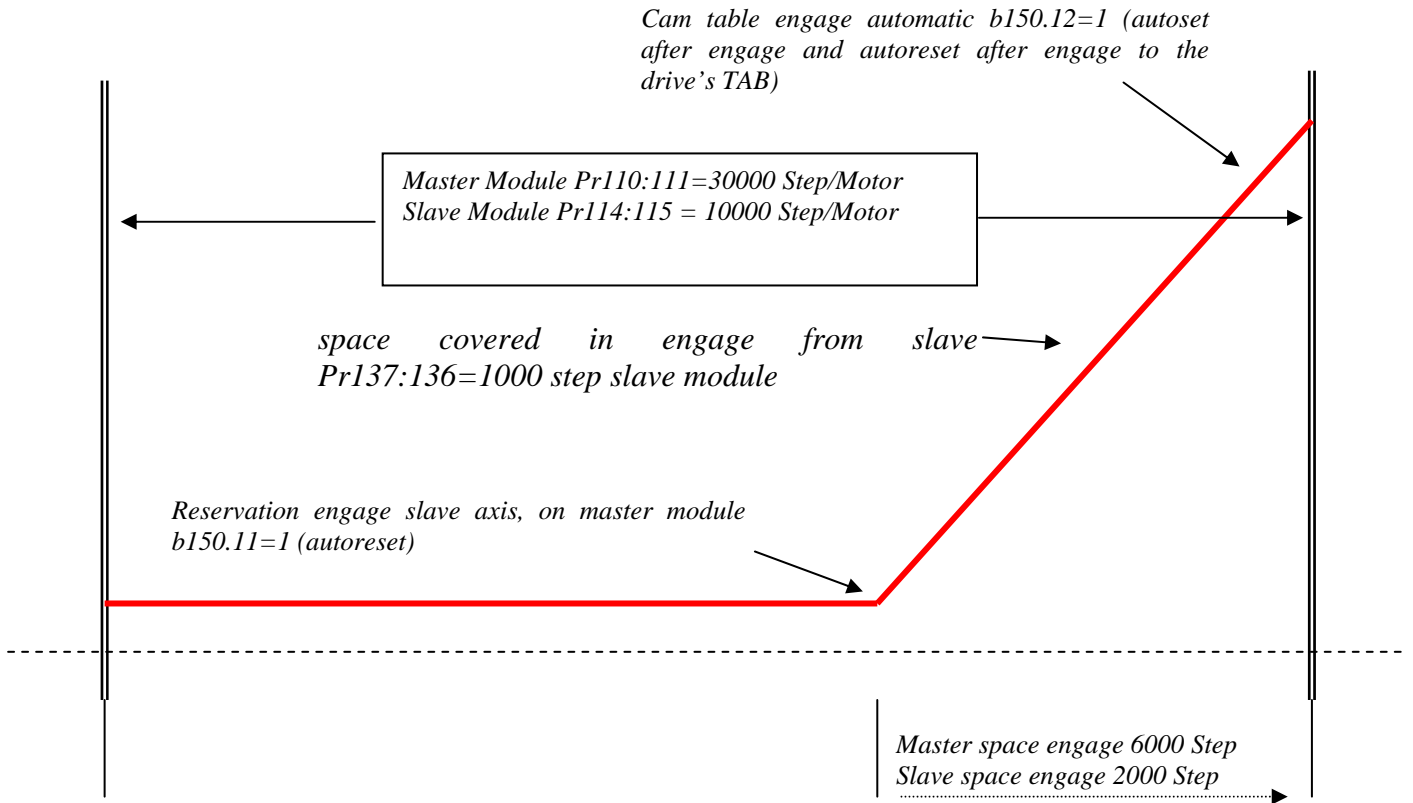 Cam table engage automatic b150.12=1 (autoset
after engage and autoreset after engage to the
drive's TAB)
Master Module Pr110:111=30000 Step/Motor
Slave Module Pr114:115 = 10000 Step/Motor
space covered in engage from slave
Pr137:136=1000 step slave module
Reservation engage slave axis, on master module
b150.11=1 (autoreset)
Master space engage 6000 Step
Slave space engage 2000 Step